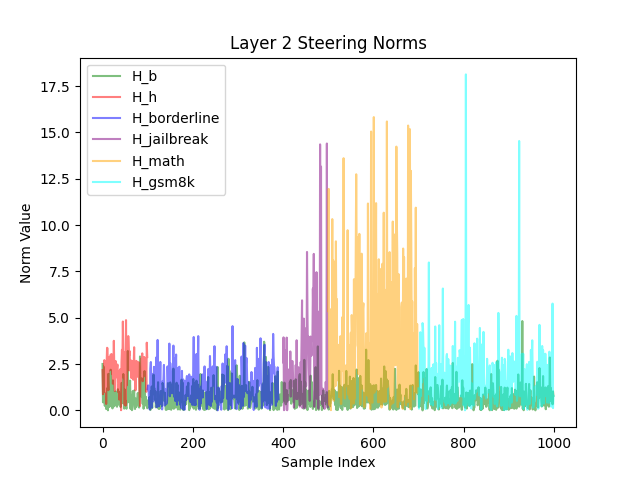 Layer 2 Steering Norms
H_b
H_h
H_borderline
H_jailbreak
H_math
H_gsm8k
Norm Value
17.5
15.0
12.5
10.0
7.5
5.0
2.5
0.0
0
200
400
600
800
1000
Sample Index